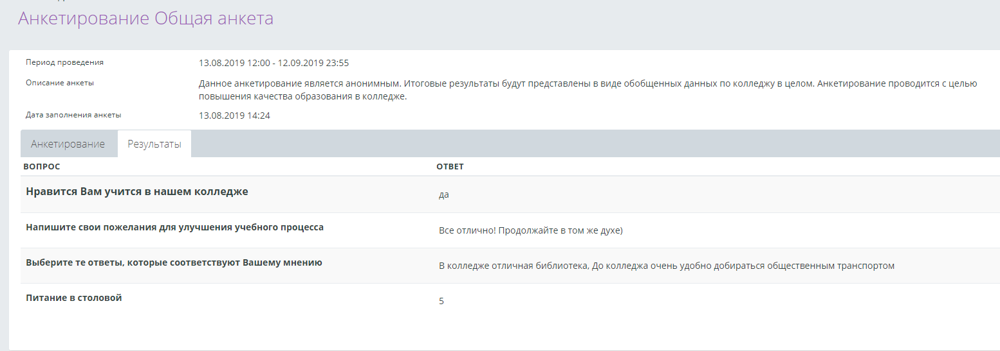 Анкетирование Общая анкета
Период проведения 13.08.2019 12:00 - 12.09.2019 23:55
Описание анкеты Данное анкетирование является анонимным. Итоговые результаты будут представлены в виде обобщенных данных по колледжу в целом. Анкетирование проводится с целью
повышения качества образования в колледже.
Дата заполнения анкеты 13.08.2019 14:24
Анкетирование Результаты
ВОПРОС ОТВЕТ
Нравится Вам учится в нашем колледже да
Напишите свои пожелания для улучшения учебного процесса Все отлично! Продолжайте в том же духе)
Выберите те ответы, которые соответствуют Вашему мнению В колледже отличная библиотека, До колледжа очень удобно добираться общественным транспортом
Питание в столовой 5